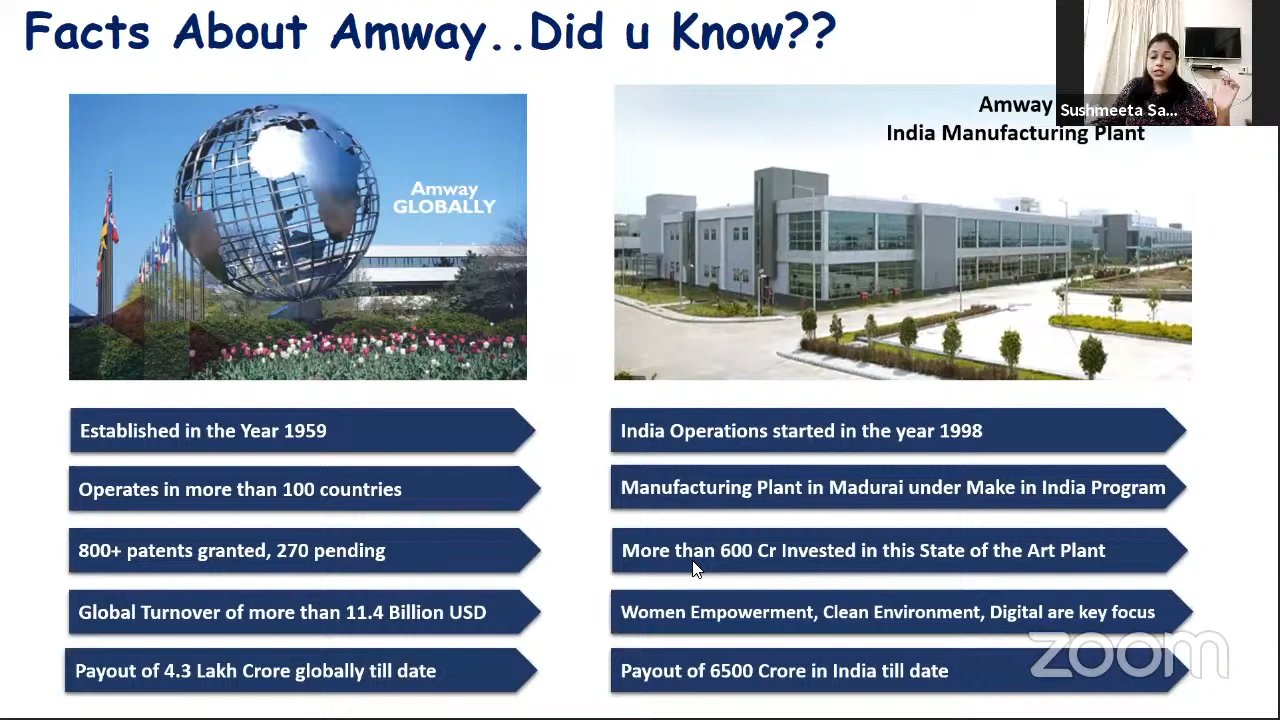 Facts About Amway..Did u Know??
Sushmeeta Sa...
Amway
GLOBALLY
Amway
India Manufacturing Plant
Established in the Year 1959
Operates in more than 100 countries
800+ patents granted, 270 pending
Global Turnover of more than 11.4 Billion USD
Payout of 4.3 Lakh Crore globally till date
India Operations started in the year 1998
Manufacturing Plant in Madurai under Make in India Program
More than 600 Cr Invested in this State of the Art Plant
Women Empowerment, Clean Environment, Digital are key focus
Payout of 6500 Crore in India till date
zoom